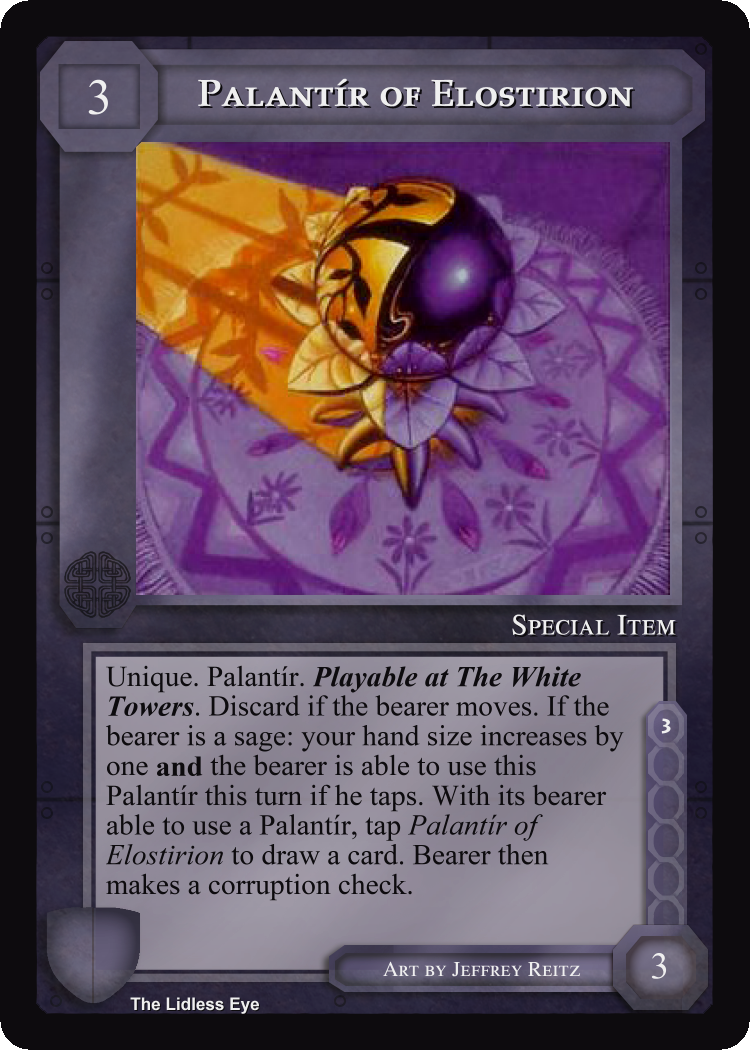 3
Palantír of Elostirion
Special Item
Unique. Palantír. Playable at The White
Towers. Discard if the bearer moves. If the
bearer is a sage: your hand size increases by
one and the bearer is able to use this
Palantír this turn if he taps. With its bearer
able to use a Palantír, tap Palantír of
Elostirion to draw a card. Bearer then
makes a corruption check.
3
Art by Jeffrey Reitz
3
The Lidless Eye